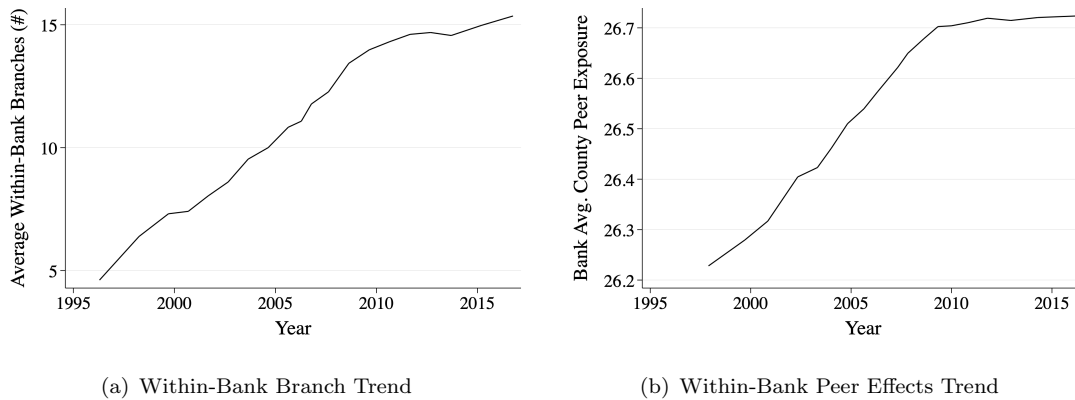 Average Within-Bank Branches (#)
15
10
5
1995 2000 2005 2010 2015
Year
(a) Within-Bank Branch Trend
Bank Avg. County Peer Exposure
26.7
26.6
26.5
26.4
26.3
26.2
1995 2000 2005 2010 2015
Year
(b) Within-Bank Peer Effects Trend